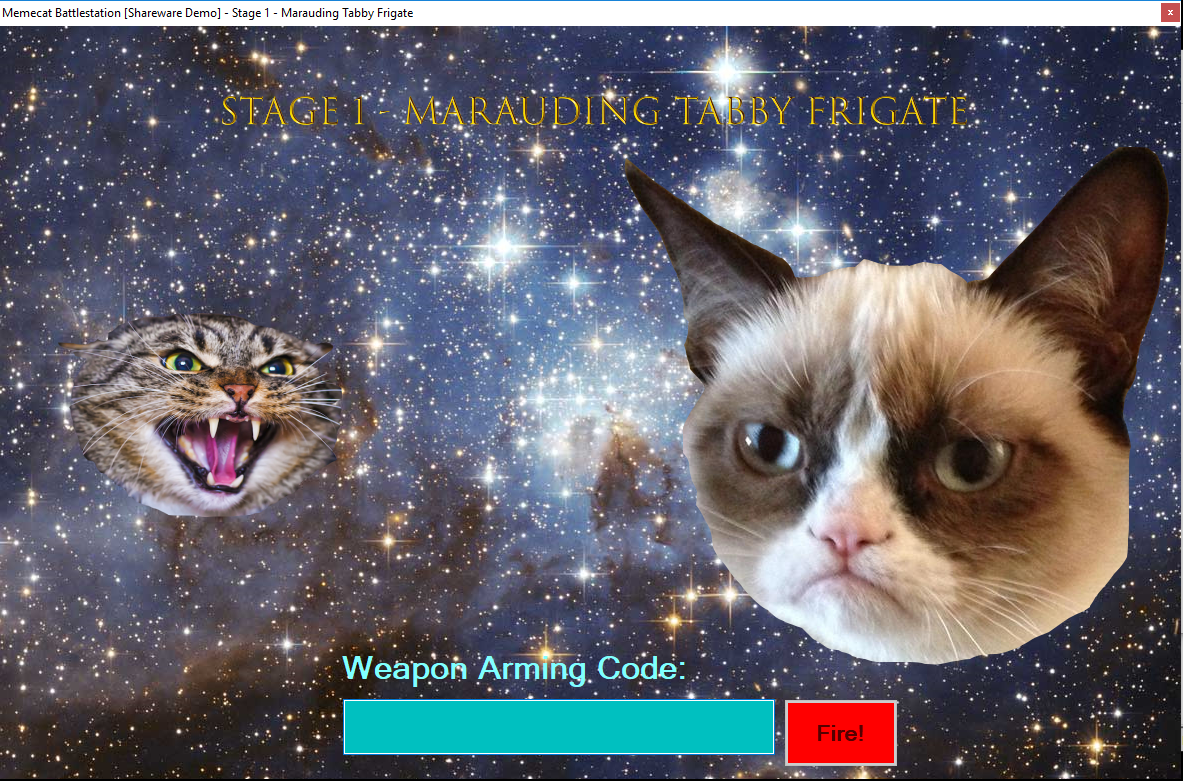 Memecat Battlestation [Shareware Demo] - Stage 1 - Marauding Tabby Frigate
x
STAGE 1 - MARAUDING TABBY FRIGATE
Weapon Arming Code:
Fire!